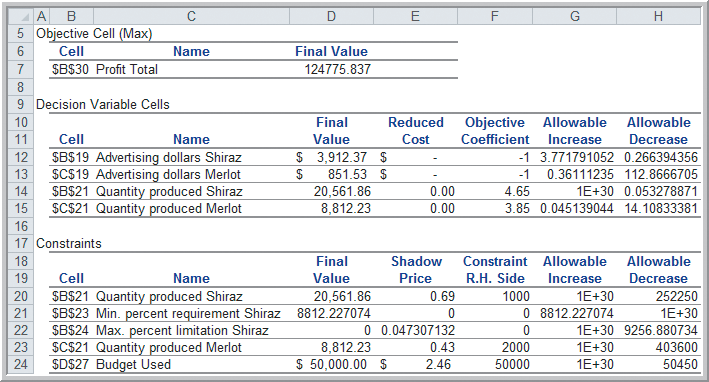 A B C D E F G H
5 Objective Cell (Max)
6 Cell Name Final Value
7 $B$30 Profit Total 124775.837
8
9 Decision Variable Cells
10 Final Reduced Objective Allowable Allowable
11 Cell Name Value Cost Coefficient Increase Decrease
12 $B$19 Advertising dollars Shiraz $ 3,912.37 $ - -1 3.771791052 0.266394356
13 $C$19 Advertising dollars Merlot $ 851.53 $ - -1 0.36111235 112.8666705
14 $B$21 Quantity produced Shiraz 20,561.86 0.00 4.65 1E+30 0.053278871
15 $C$21 Quantity produced Merlot 8,812.23 0.00 3.85 0.045139044 14.10833381
16
17 Constraints
18 Final Shadow Constraint Allowable Allowable
19 Cell Name Value Price R.H. Side Increase Decrease
20 $B$21 Quantity produced Shiraz 20,561.86 0.69 1000 1E+30 252250
21 $B$23 Min. percent requirement Shiraz 8812.227074 0 0 8812.227074 1E+30
22 $B$24 Max. percent limitation Shiraz 0 0.047307132 0 1E+30 9256.880734
23 $C$21 Quantity produced Merlot 8,812.23 0.43 2000 1E+30 403600
24 $D$27 Budget Used $ 50,000.00 $ 2.46 50000 1E+30 50450